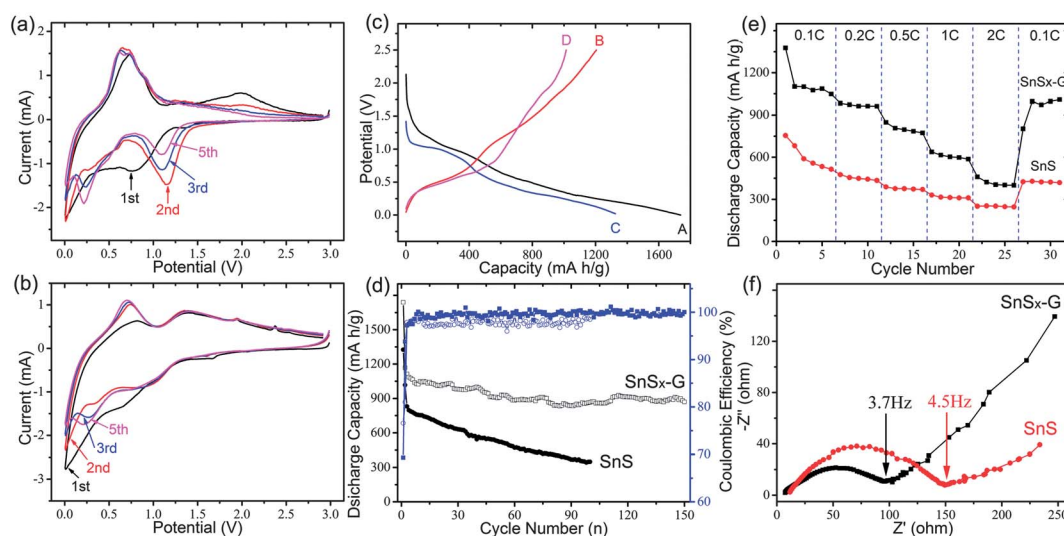 (a)
2
1
0
-1
-2
Current (mA)
0.0 0.5 1.0 1.5 2.0 2.5 3.0
Potential (V)
5th
3rd
2nd
1st
(b)
1
0
-1
-2
-3
Current (mA)
0.0 0.5 1.0 1.5 2.0 2.5 3.0
Potential (V)
5th
3rd
2nd
1st
(c)
3.0
2.5
2.0
1.5
1.0
0.5
0.0
Potential (V)
0 400 800 1200 1600
Capacity (mA h/g)
D
B
C
A
(d)
1500
1200
900
600
300
Discharge Capacity (mA h/g)
0 30 60 90 120 150
Cycle Number (n)
100
90
80
70
60
Coulombic Efficiency (%)
SnSx-G
SnS
(e)
0.1C 0.2C 0.5C 1C 2C 0.1C
1200
900
600
300
0
Discharge Capacity (mA h/g)
0 5 10 15 20 25 30
Cycle Number
SnSx-G
SnS
(f)
160
120
80
40
0
-Z'' (ohm)
0 50 100 150 200 250
Z' (ohm)
SnSx-G
3.7Hz
4.5Hz
SnS